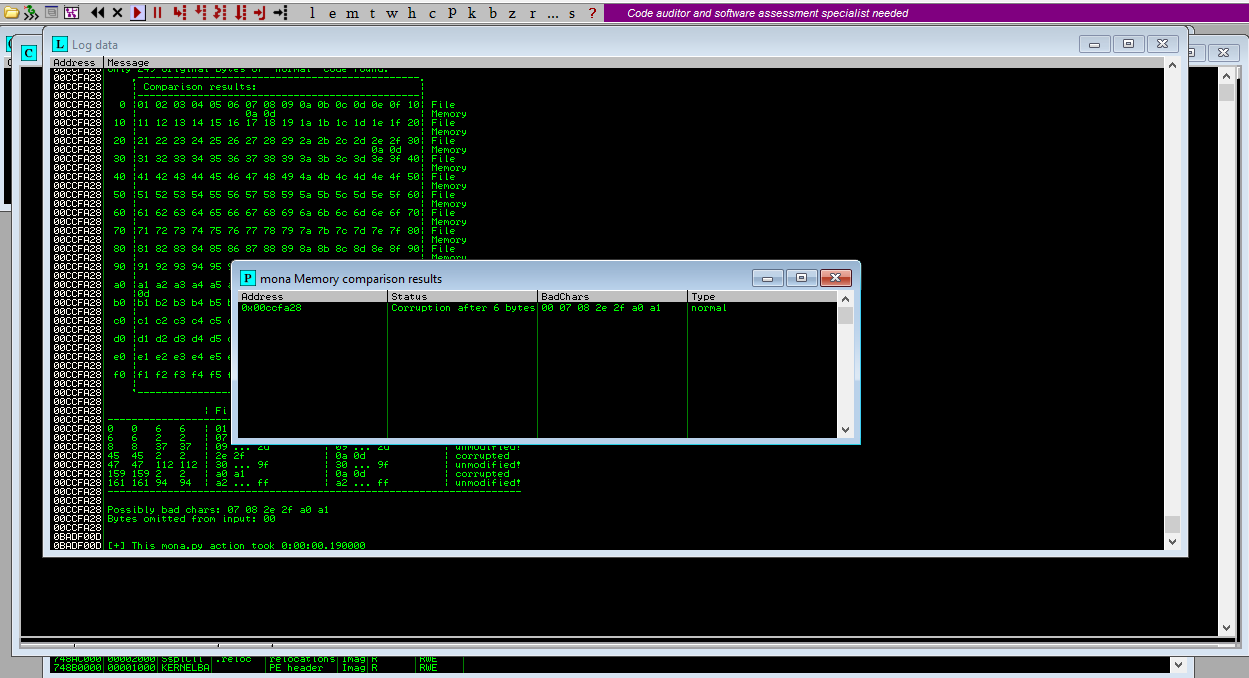 l e m t w h c P k b z r ... s ? Code auditor and software assessment specialist needed
L Log data
C
Address Message
00CCFA28 Only 249 original bytes of "normal" code found.
00CCFA28
00CCFA28 | Comparison results:
00CCFA28
00CCFA28 0 |01 02 03 04 05 06 07 08 09 0a 0b 0c 0d 0e 0f 10| File
00CCFA28 | 0a 0d | Memory
00CCFA28 10 |11 12 13 14 15 16 17 18 19 1a 1b 1c 1d 1e 1f 20| File
00CCFA28 | | Memory
00CCFA28 20 |21 22 23 24 25 26 27 28 29 2a 2b 2c 2d 2e 2f 30| File
00CCFA28 | 0a 0d | Memory
00CCFA28 30 |31 32 33 34 35 36 37 38 39 3a 3b 3c 3d 3e 3f 40| File
00CCFA28 | | Memory
00CCFA28 40 |41 42 43 44 45 46 47 48 49 4a 4b 4c 4d 4e 4f 50| File
00CCFA28 | | Memory
00CCFA28 50 |51 52 53 54 55 56 57 58 59 5a 5b 5c 5d 5e 5f 60| File
00CCFA28 | | Memory
00CCFA28 60 |61 62 63 64 65 66 67 68 69 6a 6b 6c 6d 6e 6f 70| File
00CCFA28 | | Memory
00CCFA28 70 |71 72 73 74 75 76 77 78 79 7a 7b 7c 7d 7e 7f 80| File
00CCFA28 | | Memory
00CCFA28 80 |81 82 83 84 85 86 87 88 89 8a 8b 8c 8d 8e 8f 90| File
00CCFA28 | | Memory
00CCFA28 90 |91 92 93 94 95
00CCFA28 |
00CCFA28 a0 |a1 a2 a3 a4 a5
00CCFA28 |0d
00CCFA28 b0 |b1 b2 b3 b4 b5
00CCFA28 |
00CCFA28 c0 |c1 c2 c3 c4 c5
00CCFA28 |
00CCFA28 d0 |d1 d2 d3 d4 d5
00CCFA28 |
00CCFA28 e0 |e1 e2 e3 e4 e5
00CCFA28 |
00CCFA28 f0 |f1 f2 f3 f4 f5
00CCFA28 |
00CCFA28
00CCFA28
00CCFA28 | Fi
00CCFA28
00CCFA28 0 0 6 6 | 01
00CCFA28 6 6 2 2 | 07
00CCFA28 8 8 37 37 | 09 ... 2d | 09 ... 2d | unmodified!
00CCFA28 45 45 2 2 | 2e 2f | 0a 0d | corrupted
00CCFA28 47 47 112 112 | 30 ... 9f | 30 ... 9f | unmodified!
00CCFA28 159 159 2 2 | a0 a1 | 0a 0d | corrupted
00CCFA28 161 161 94 94 | a2 ... ff | a2 ... ff | unmodified!
00CCFA28
00CCFA28
00CCFA28 Possibly bad chars: 07 08 2e 2f a0 a1
00CCFA28 Bytes omitted from input: 00
00CCFA28
0BADF00D
0BADF00D [+] This mona.py action took 0:00:00.190000
P mona Memory comparison results
Address Status BadChars Type
0x00ccfa28 Corruption after 6 bytes 00 07 08 2e 2f a0 a1 normal
748AC000 00002000 SspiCli .reloc relocations Imag R RWE
748B0000 00001000 KERNELBA PE header Imag R RWE